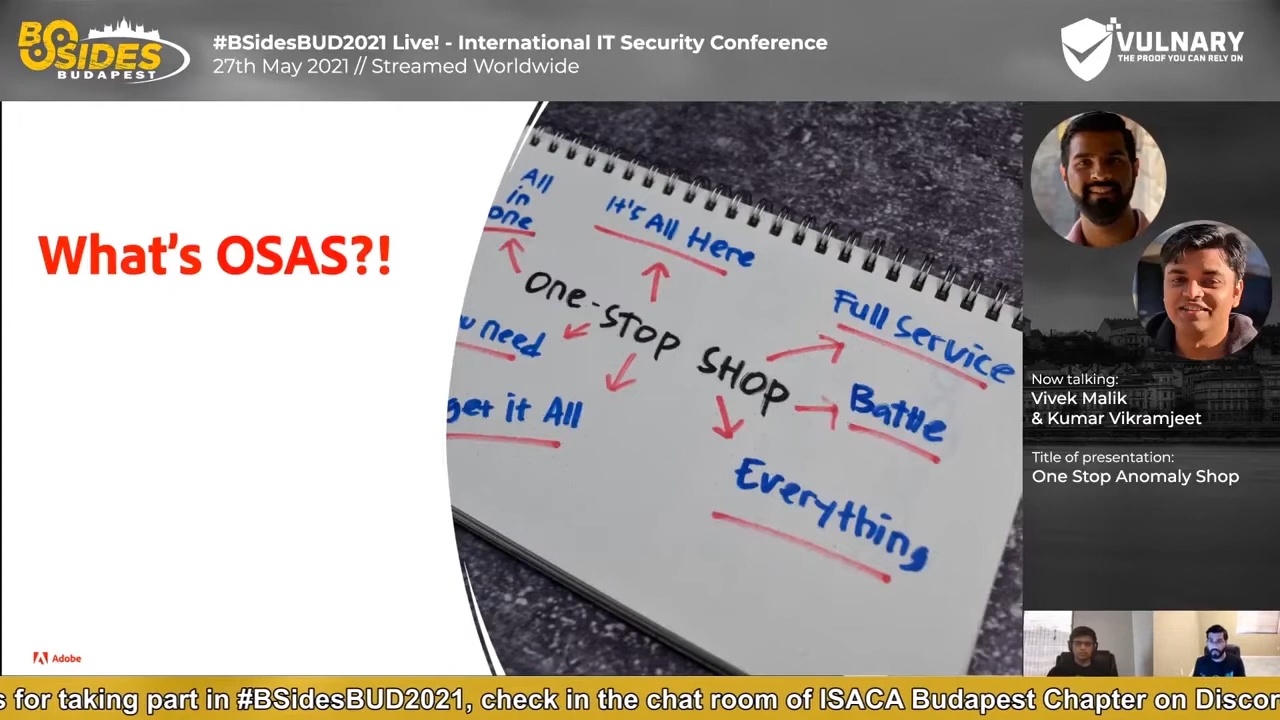 BSIDES
BUDAPEST
#BSidesBUD2021 Live! - International IT Security Conference
27th May 2021 // Streamed Worldwide
VULNARY
THE PROOF YOU CAN RELY ON
What's OSAS?!
All
in
one
It's All Here
One-STOP SHOP
need
get it All
Full Service
Battle
Everything
Adobe
Now talking:
Vivek Malik
& Kumar Vikramjeet
Title of presentation:
One Stop Anomaly Shop
s for taking part in #BSidesBUD2021, check in the chat room of ISACA Budapest Chapter on Discor